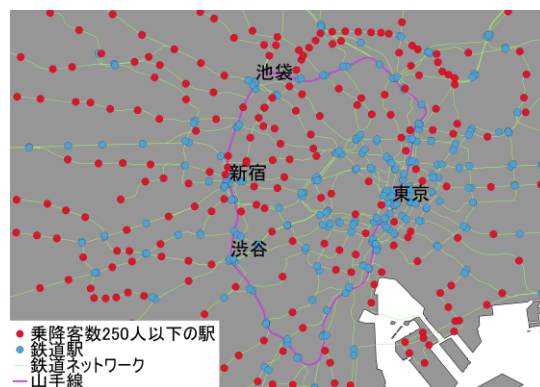 池袋
新宿
東京
渋谷
乗降客数250人以下の駅
鉄道駅
鉄道ネットワーク
山手線